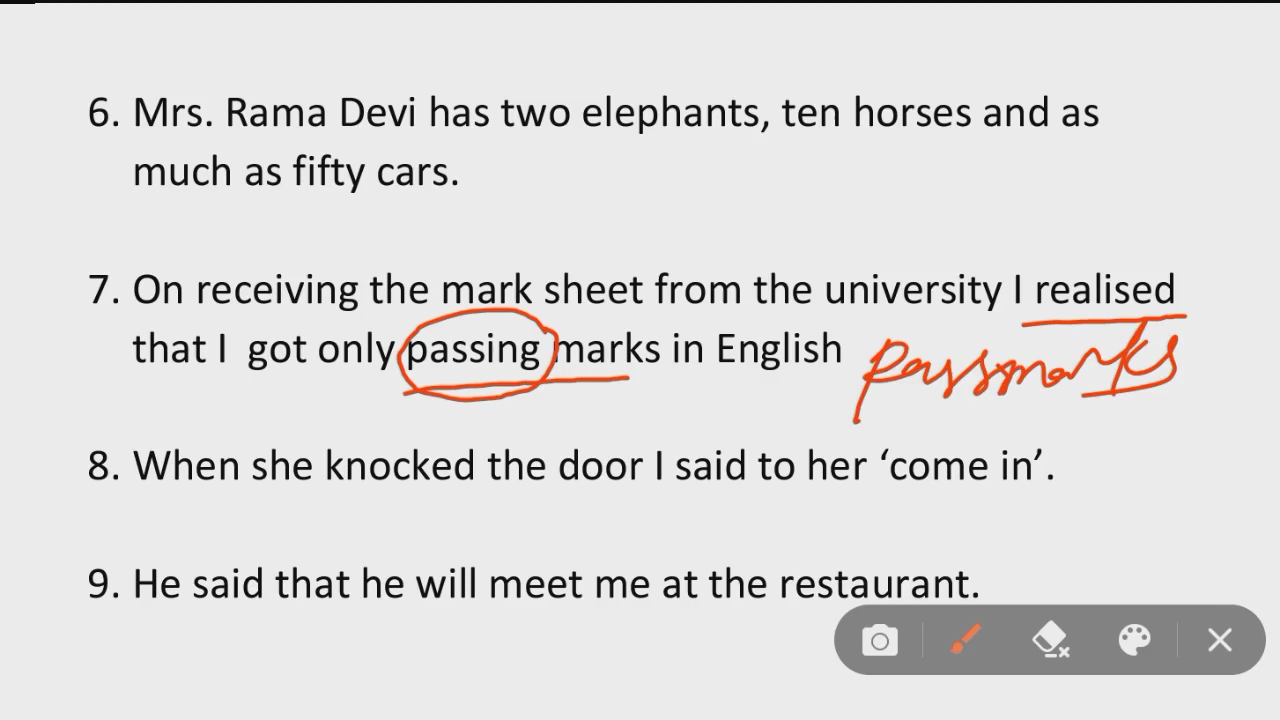 6. Mrs. Rama Devi has two elephants, ten horses and as
much as fifty cars.
7. On receiving the mark sheet from the university I realised
that I got only passing marks in English passmarks
8. When she knocked the door I said to her ‘come in’.
9. He said that he will meet me at the restaurant.